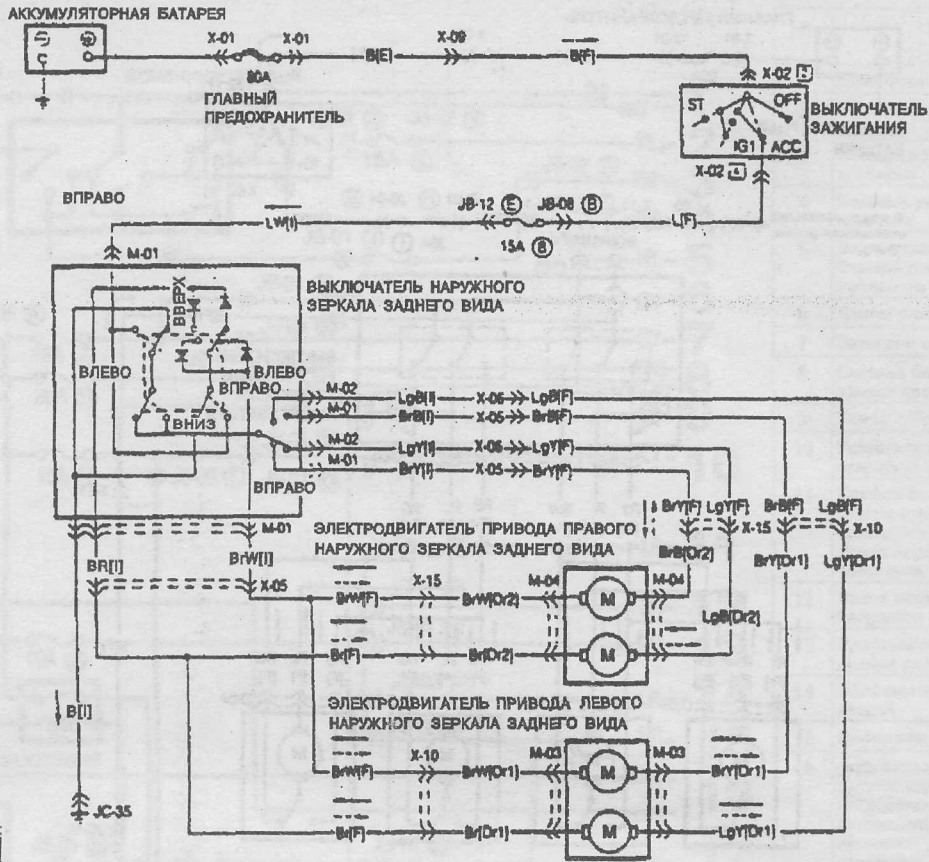 АККУМУЛЯТОРНАЯ БАТАРЕЯ
X-01 X-01 B[E] X-09 B[F]
80A
ГЛАВНЫЙ
ПРЕДОХРАНИТЕЛЬ
X-02
ST OFF
IG1 ACC
ВЫКЛЮЧАТЕЛЬ
ЗАЖИГАНИЯ
X-02
ВПРАВО
LW[I] JB-12 E JB-08 B L[F]
15A 8
M-01
ВЫКЛЮЧАТЕЛЬ НАРУЖНОГО
ЗЕРКАЛА ЗАДНЕГО ВИДА
ВВЕРХ
ВЛЕВО
ВЛЕВО
ВПРАВО
ВНИЗ
M-02 LgB[I] X-05 LgB[F]
M-01 BrB[I] X-05 BrB[F]
M-02 LgY[I] X-05 LgY[F]
M-01 BrY[I] X-05 BrY[F]
ВПРАВО
BrY[F] LgY[F] BrB[F] LgB[F]
M-01
X-15 X-10
ЭЛЕКТРОДВИГАТЕЛЬ ПРИВОДА ПРАВОГО
НАРУЖНОГО ЗЕРКАЛА ЗАДНЕГО ВИДА
BrB[Dr2] BrY[Dr1] LgY[Dr1]
BR[I] BrW[I]
X-05
BrW[F] X-15 BrW[Dr2] M-04 M M-04
LgB[Dr2]
Br[F] Br[Dr2] M
ЭЛЕКТРОДВИГАТЕЛЬ ПРИВОДА ЛЕВОГО
НАРУЖНОГО ЗЕРКАЛА ЗАДНЕГО ВИДА
B[I]
BrW[F] X-10 BrW[Dr1] M-03 M M-03 BrY[Dr1]
JC-35
Br[F] Br[Dr1] M LgY[Dr1]